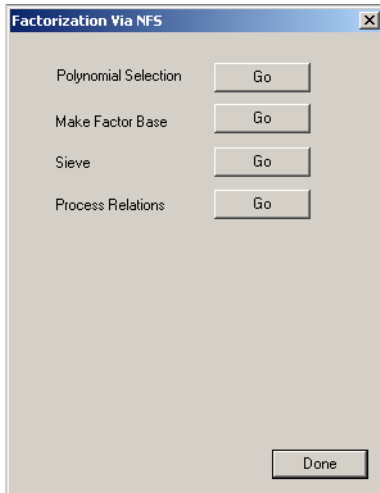 Factorization Via NFS
Polynomial Selection Go
Make Factor Base Go
Sieve Go
Process Relations Go
Done